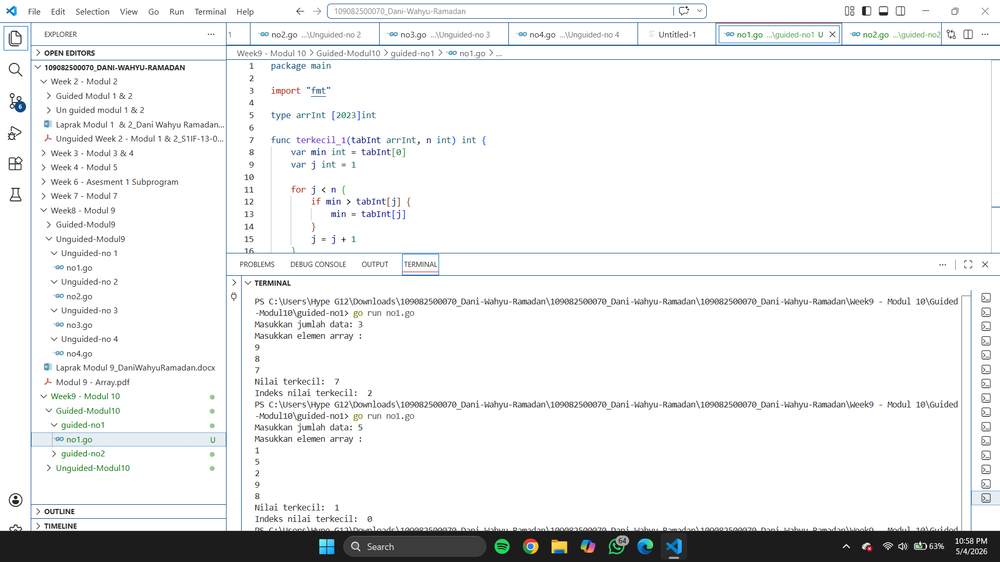 File Edit Selection View Go Run Terminal Help
109082500070_Dani-Wahyu-Ramadan
EXPLORER
OPEN EDITORS
109082500070_DANI-WAHYU-RAMADAN
Week 2 - Modul 2
Guided Modul 1 & 2
Un guided modul 1 & 2
Laprak Modul 1  & 2_Dani Wahyu Ramadan...
Unguided Week 2 - Modul 1 & 2_S1IF-13-0...
Week 3 - Modul 3 & 4
Week 4 - Modul 5
Week 6 - Asesment 1 Subprogram
Week 7 - Modul 7
Week8 - Modul 9
Guided-Modul9
Unguided-Modul9
Unguided-no 1
GO no1.go
Unguided-no 2
GO no2.go
Unguided-no 3
GO no3.go
Unguided-no 4
GO no4.go
Laprak Modul 9_DaniWahyuRamadan.docx
Modul 9 - Array.pdf
Week9 - Modul 10
Guided-Modul10
guided-no1
GO no1.go U
guided-no2
Unguided-Modul10
OUTLINE
TIMELINE
6
1 GO no2.go ...\Unguided-no 2 GO no3.go ...\Unguided-no 3 GO no4.go ...\Unguided-no 4 Untitled-1 GO no1.go ...\guided-no1 U GO no2.go ...\guided-no2
Week9 - Modul 10 > Guided-Modul10 > guided-no1 > GO no1.go > ...
1 package main
2
3 import "fmt"
4
5 type arrInt [2023]int
6
7 func terkecil_1(tabInt arrInt, n int) int {
8 var min int = tabInt[0]
9 var j int = 1
10
11 for j < n {
12 if min > tabInt[j] {
13 min = tabInt[j]
14 }
15 j = j + 1
16 }
PROBLEMS DEBUG CONSOLE OUTPUT TERMINAL
TERMINAL
PS C:\Users\Hype G12\Downloads\109082500070_Dani-Wahyu-Ramadan\109082500070_Dani-Wahyu-Ramadan\109082500070_Dani-Wahyu-Ramadan\Week9 - Modul 10\Guided
-Modul10\guided-no1> go run no1.go
Masukkan jumlah data: 3
Masukkan elemen array :
9
8
7
Nilai terkecil:  7
Indeks nilai terkecil:  2
PS C:\Users\Hype G12\Downloads\109082500070_Dani-Wahyu-Ramadan\109082500070_Dani-Wahyu-Ramadan\109082500070_Dani-Wahyu-Ramadan\Week9 - Modul 10\Guided
-Modul10\guided-no1> go run no1.go
Masukkan jumlah data: 5
Masukkan elemen array :
1
5
2
9
8
Nilai terkecil:  1
Indeks nilai terkecil:  0
PS C:\Users\Hype G12\Downloads\109082500070_Dani-Wahyu-Ramadan\109082500070_Dani-Wahyu-Ramadan\109082500070_Dani-Wahyu-Ramadan\Week9 - Modul 10\Guided
Search
64
63%
10:58 PM
5/4/2026